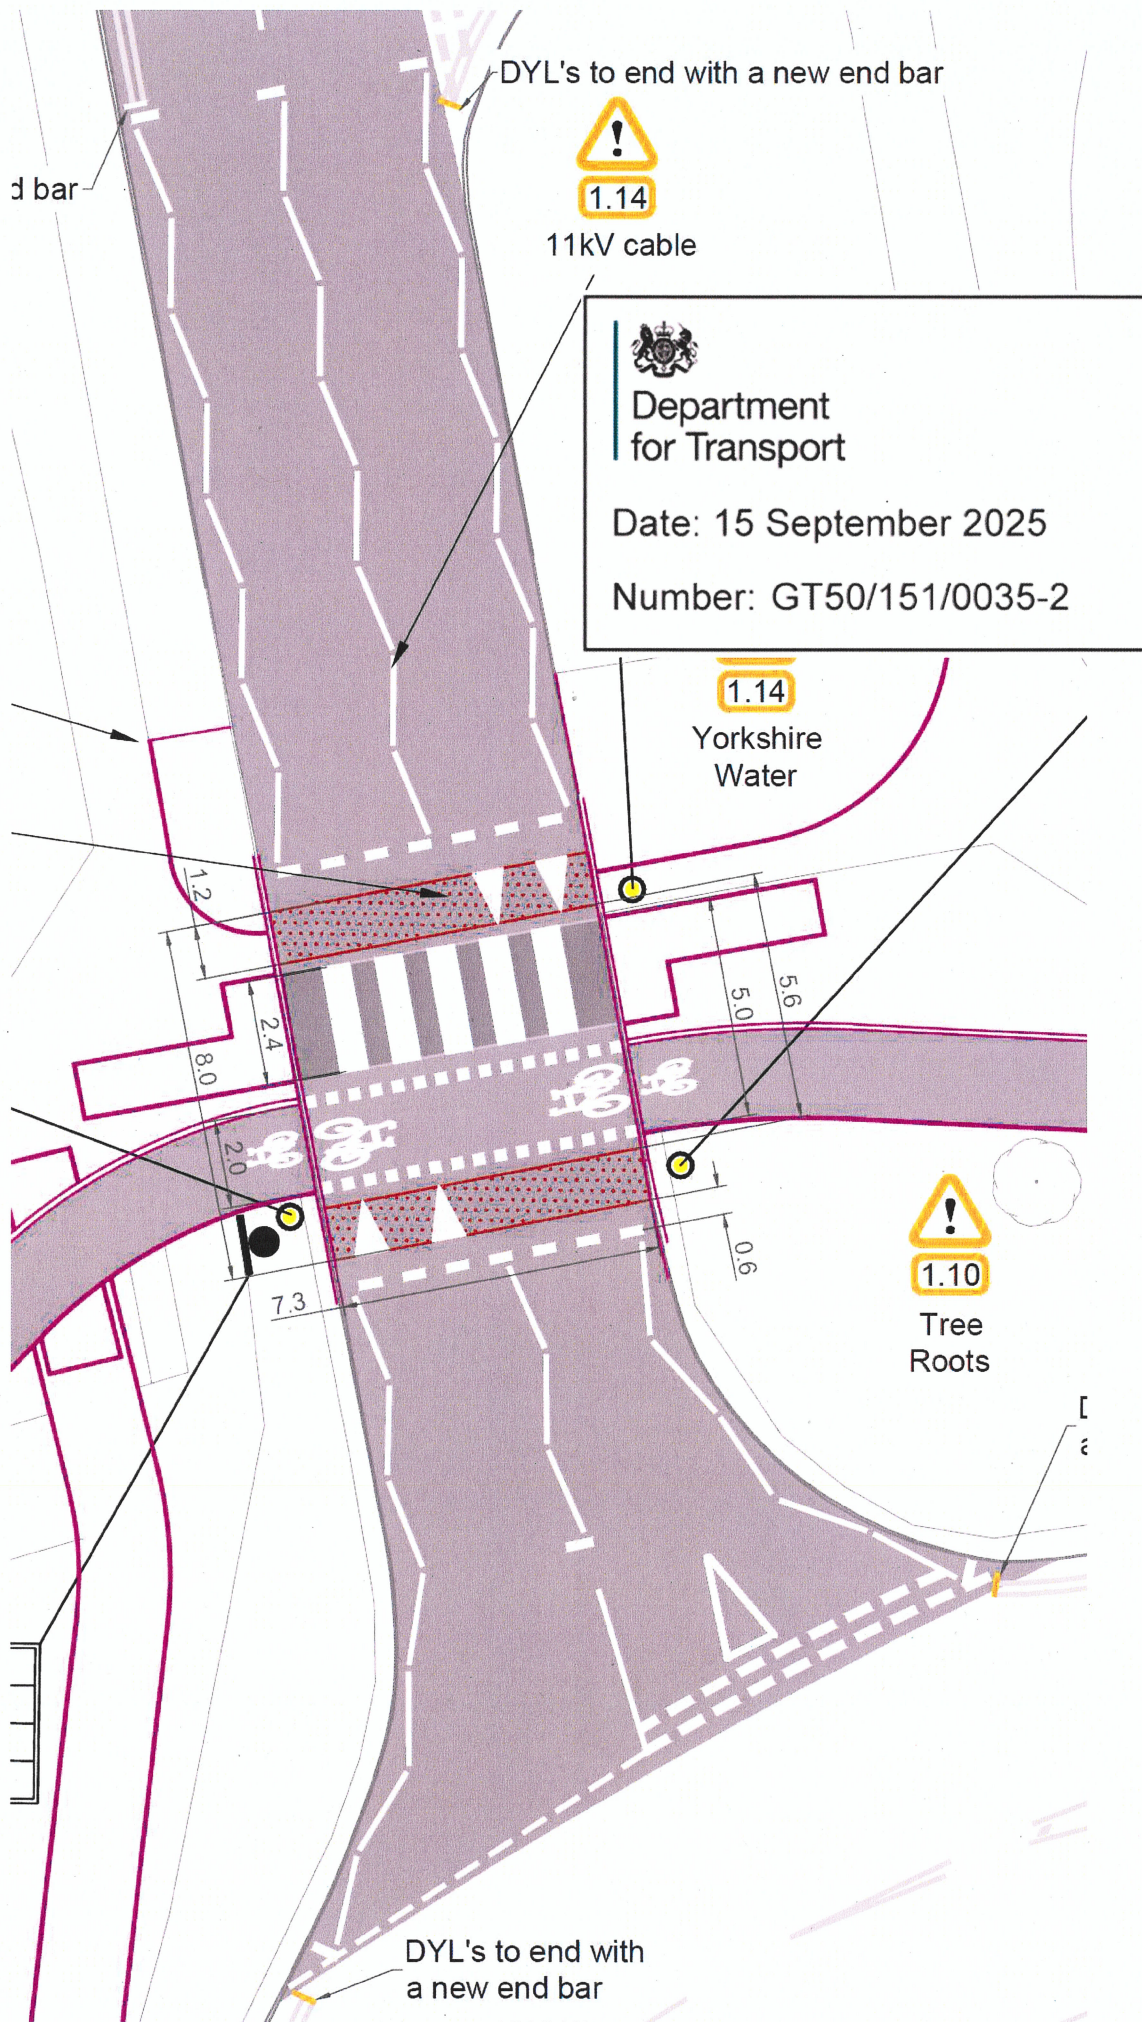 DYL's to end with a new end bar
1.14
11kV cable
d bar
Department
for Transport
Date: 15 September 2025
Number: GT50/151/0035-2
1.14
Yorkshire
Water
1.2
2.4
8.0
2.0
5.0
5.6
0.6
7.3
1.10
Tree
Roots
DYL's to end with
a new end bar